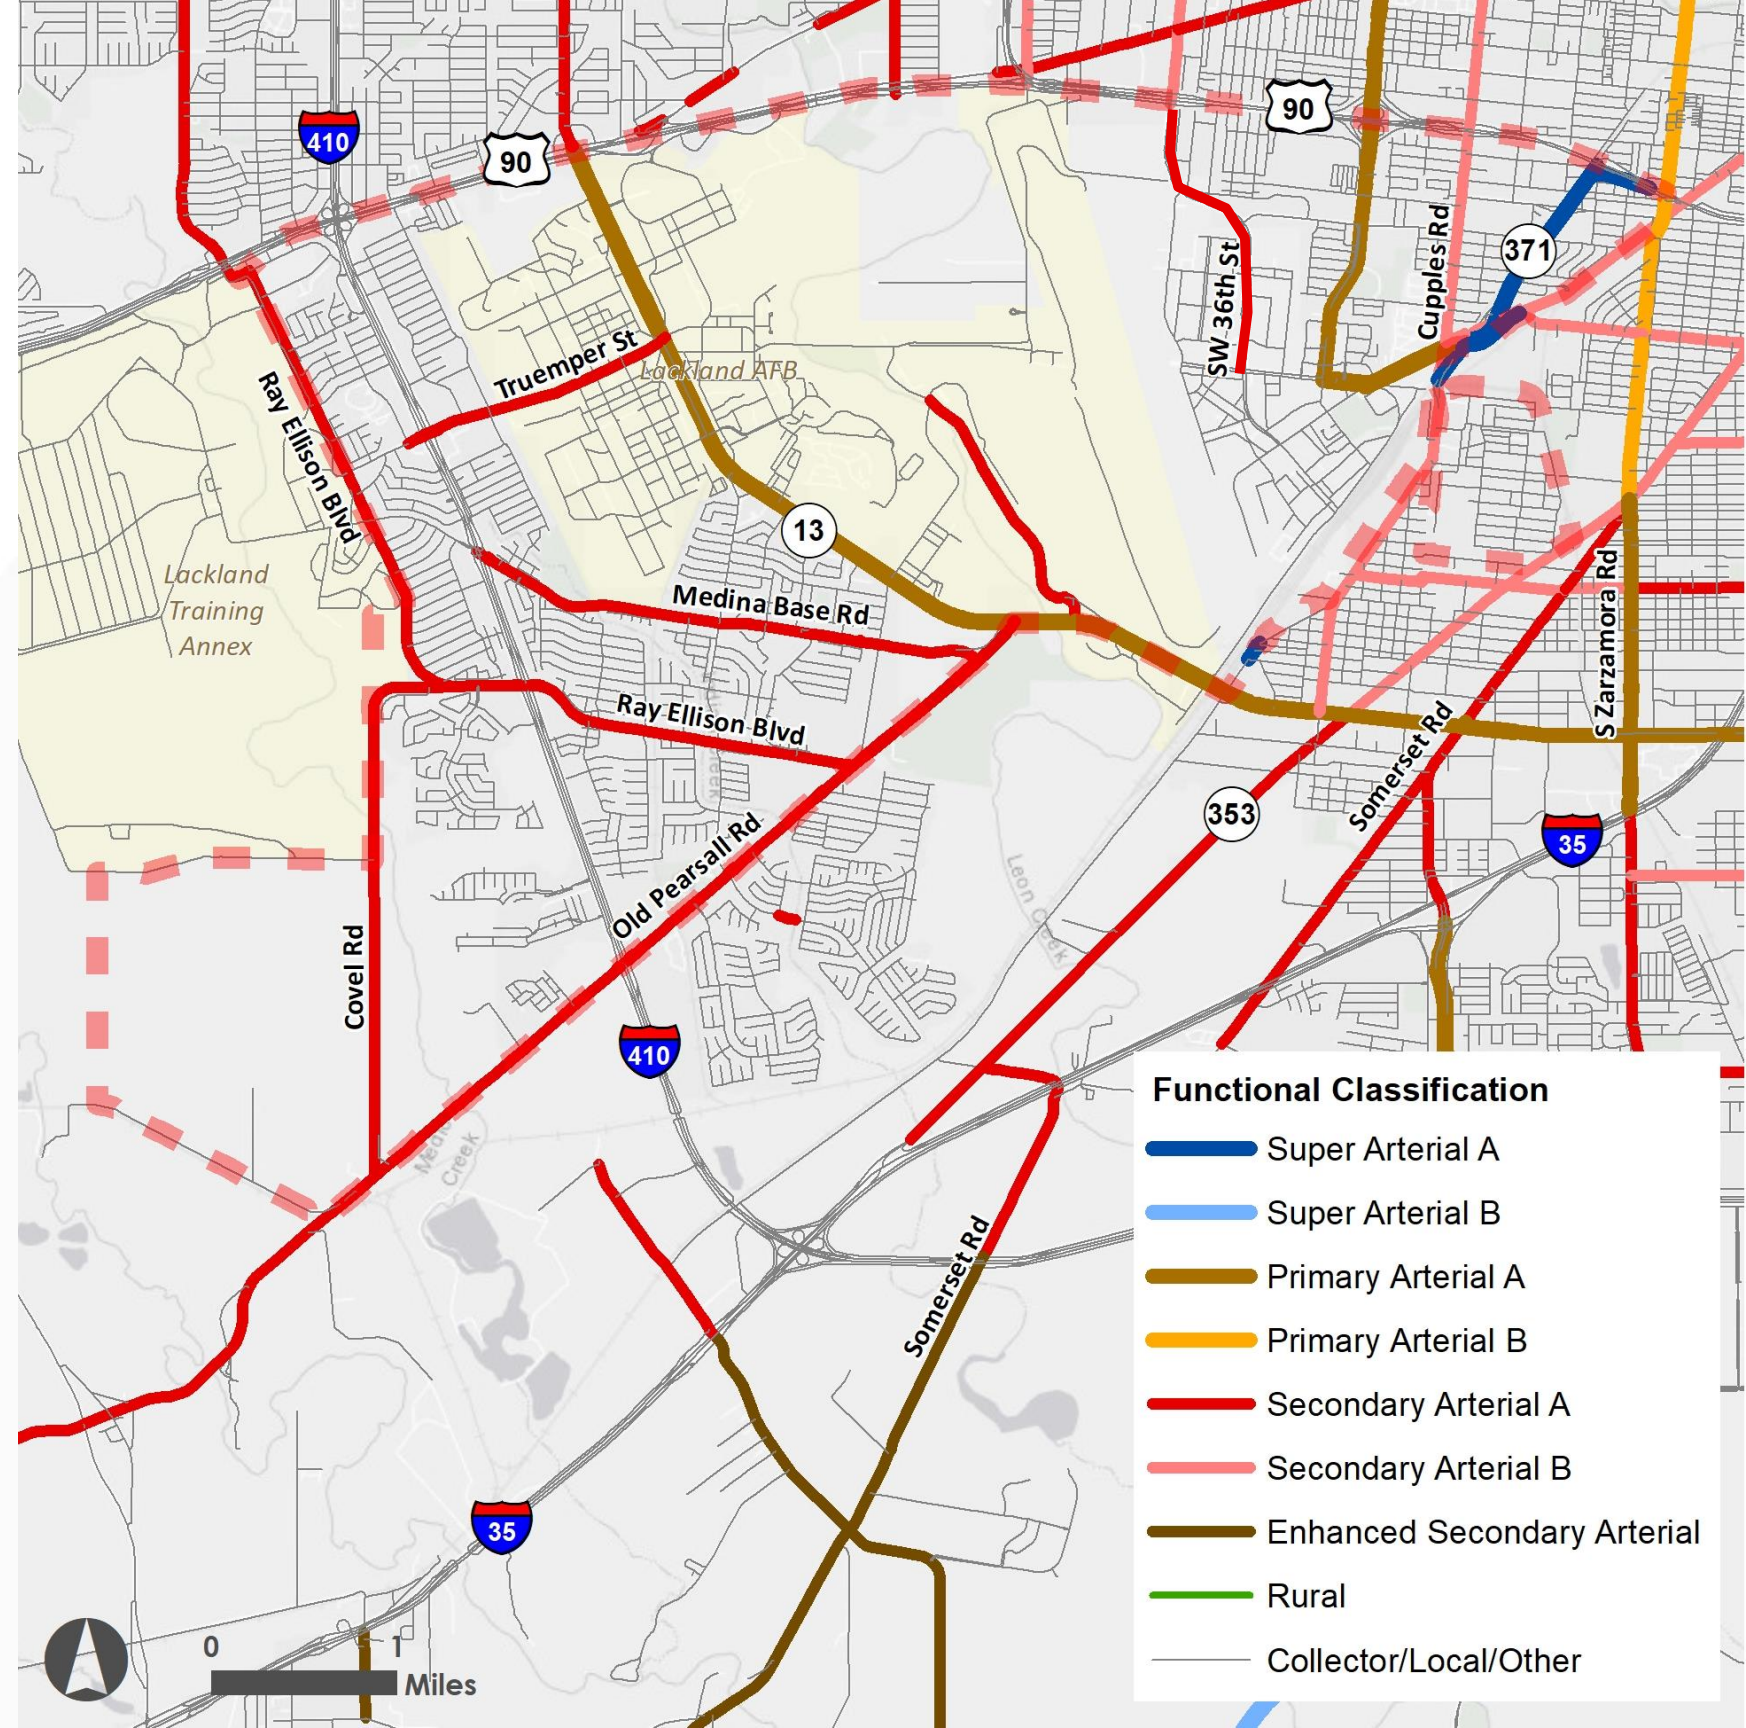 410
90
90
371
Cupples Rd
SW 36th St
Truemper St
Lackland AFB
Ray Ellison Blvd
13
Lackland
Training
Annex
Medina Base Rd
S Zarzamora Rd
Ray Ellison Blvd
Somerset Rd
353
35
Old Pearsall Rd
Leon Creek
Covel Rd
410
Creek
Somerset Rd
35
Functional Classification
Super Arterial A
Super Arterial B
Primary Arterial A
Primary Arterial B
Secondary Arterial A
Secondary Arterial B
Enhanced Secondary Arterial
Rural
Collector/Local/Other
0 1
Miles